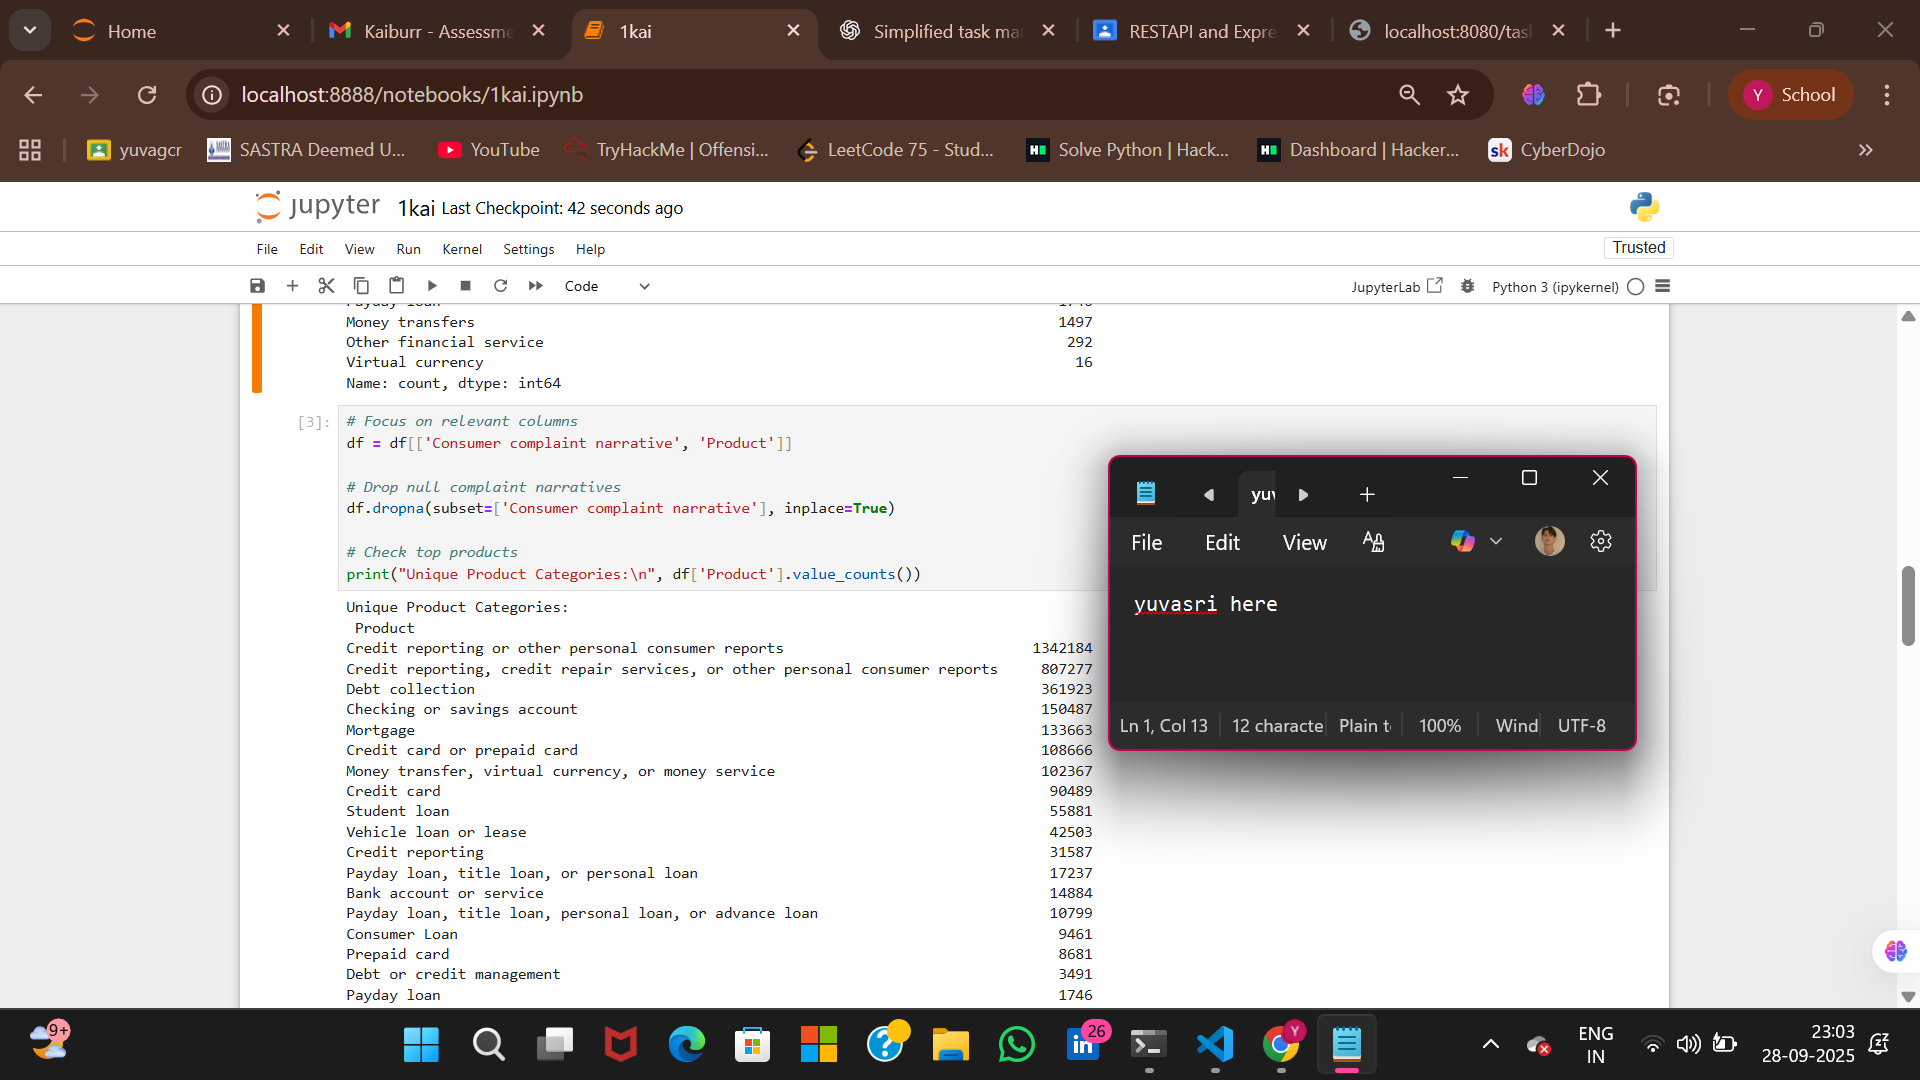 Home
Kaiburr - Assessme
1kai
Simplified task ma
RESTAPI and Expre
localhost:8080/tas
localhost:8888/notebooks/1kai.ipynb
Y School
yuvagcr
SASTRA Deemed U...
YouTube
TryHackMe | Offensi...
LeetCode 75 - Stud...
Solve Python | Hack...
Dashboard | Hacker...
sk CyberDojo
jupyter 1kai Last Checkpoint: 42 seconds ago
File Edit View Run Kernel Settings Help
Trusted
Code
JupyterLab
Python 3 (ipykernel)
Payday loan 1746
Money transfers 1497
Other financial service 292
Virtual currency 16
Name: count, dtype: int64
[3]:
# Focus on relevant columns
df = df[['Consumer complaint narrative', 'Product']]
# Drop null complaint narratives
df.dropna(subset=['Consumer complaint narrative'], inplace=True)
# Check top products
print("Unique Product Categories:\n", df['Product'].value_counts())
Unique Product Categories:
Product
Credit reporting or other personal consumer reports 1342184
Credit reporting, credit repair services, or other personal consumer reports 807277
Debt collection 361923
Checking or savings account 150487
Mortgage 133663
Credit card or prepaid card 108666
Money transfer, virtual currency, or money service 102367
Credit card 90489
Student loan 55881
Vehicle loan or lease 42503
Credit reporting 31587
Payday loan, title loan, or personal loan 17237
Bank account or service 14884
Payday loan, title loan, personal loan, or advance loan 10799
Consumer Loan 9461
Prepaid card 8681
Debt or credit management 3491
Payday loan 1746
yuv
File Edit View
yuvasri here
Ln 1, Col 13
12 characte
Plain t
100%
Wind
UTF-8
9+
26
Y
ENG
IN
23:03
28-09-2025